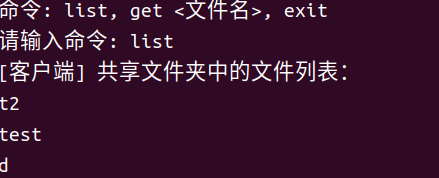 命令: list, get <文件名>, exit
请输入命令: list
[客户端] 共享文件夹中的文件列表:
t2
test
d